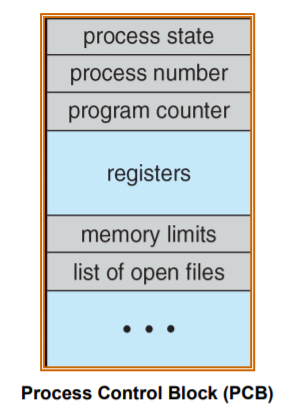 process state
process number
program counter
registers
memory limits
list of open files
• • •
Process Control Block (PCB)